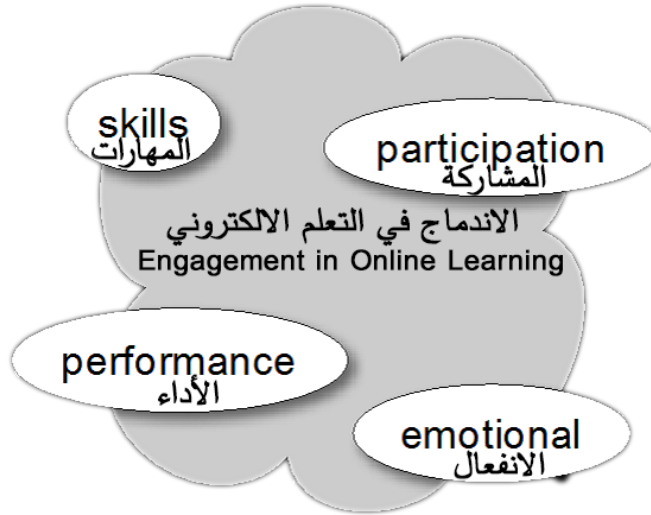 skills
المهارات
participation
المشاركة
الاندماج في التعلم الالكتروني
Engagement in Online Learning
performance
الأداء
emotional
الانفعال